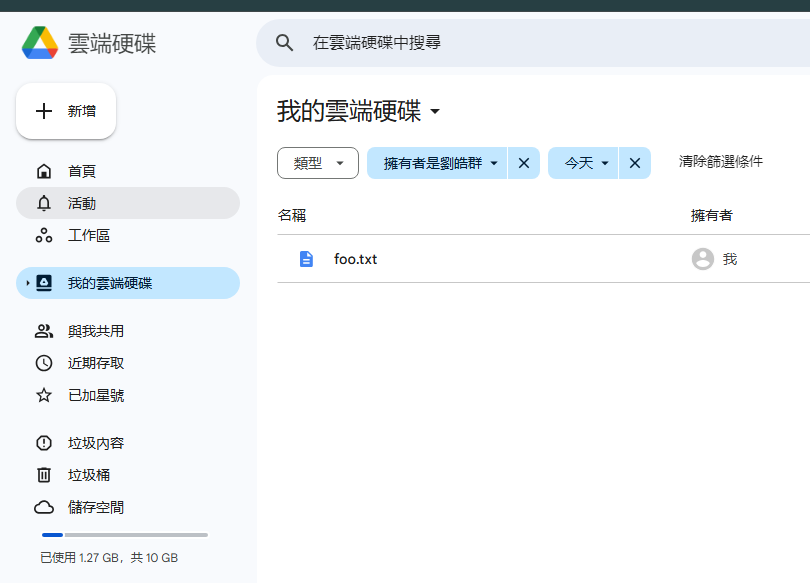 雲端硬碟
在雲端硬碟中搜尋
新增
首頁
活動
工作區
我的雲端硬碟
與我共用
近期存取
已加星號
垃圾內容
垃圾桶
儲存空間
已使用 1.27 GB，共 10 GB
我的雲端硬碟
類型 擁有者是劉皓群 今天 清除篩選條件
名稱 擁有者
foo.txt 我